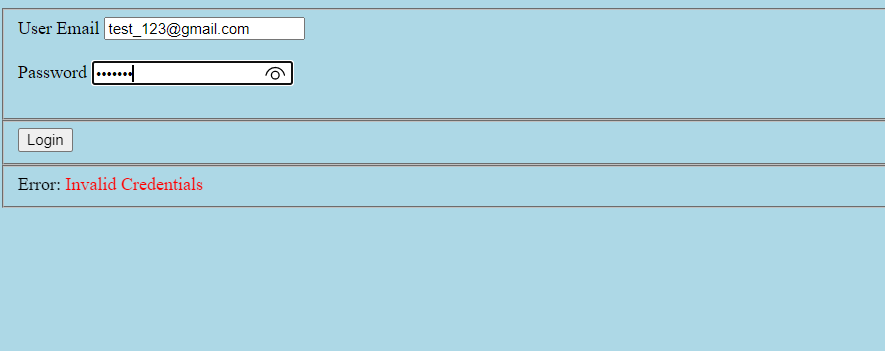 User Email test_123@gmail.com
Password •••••••
Login
Error: Invalid Credentials